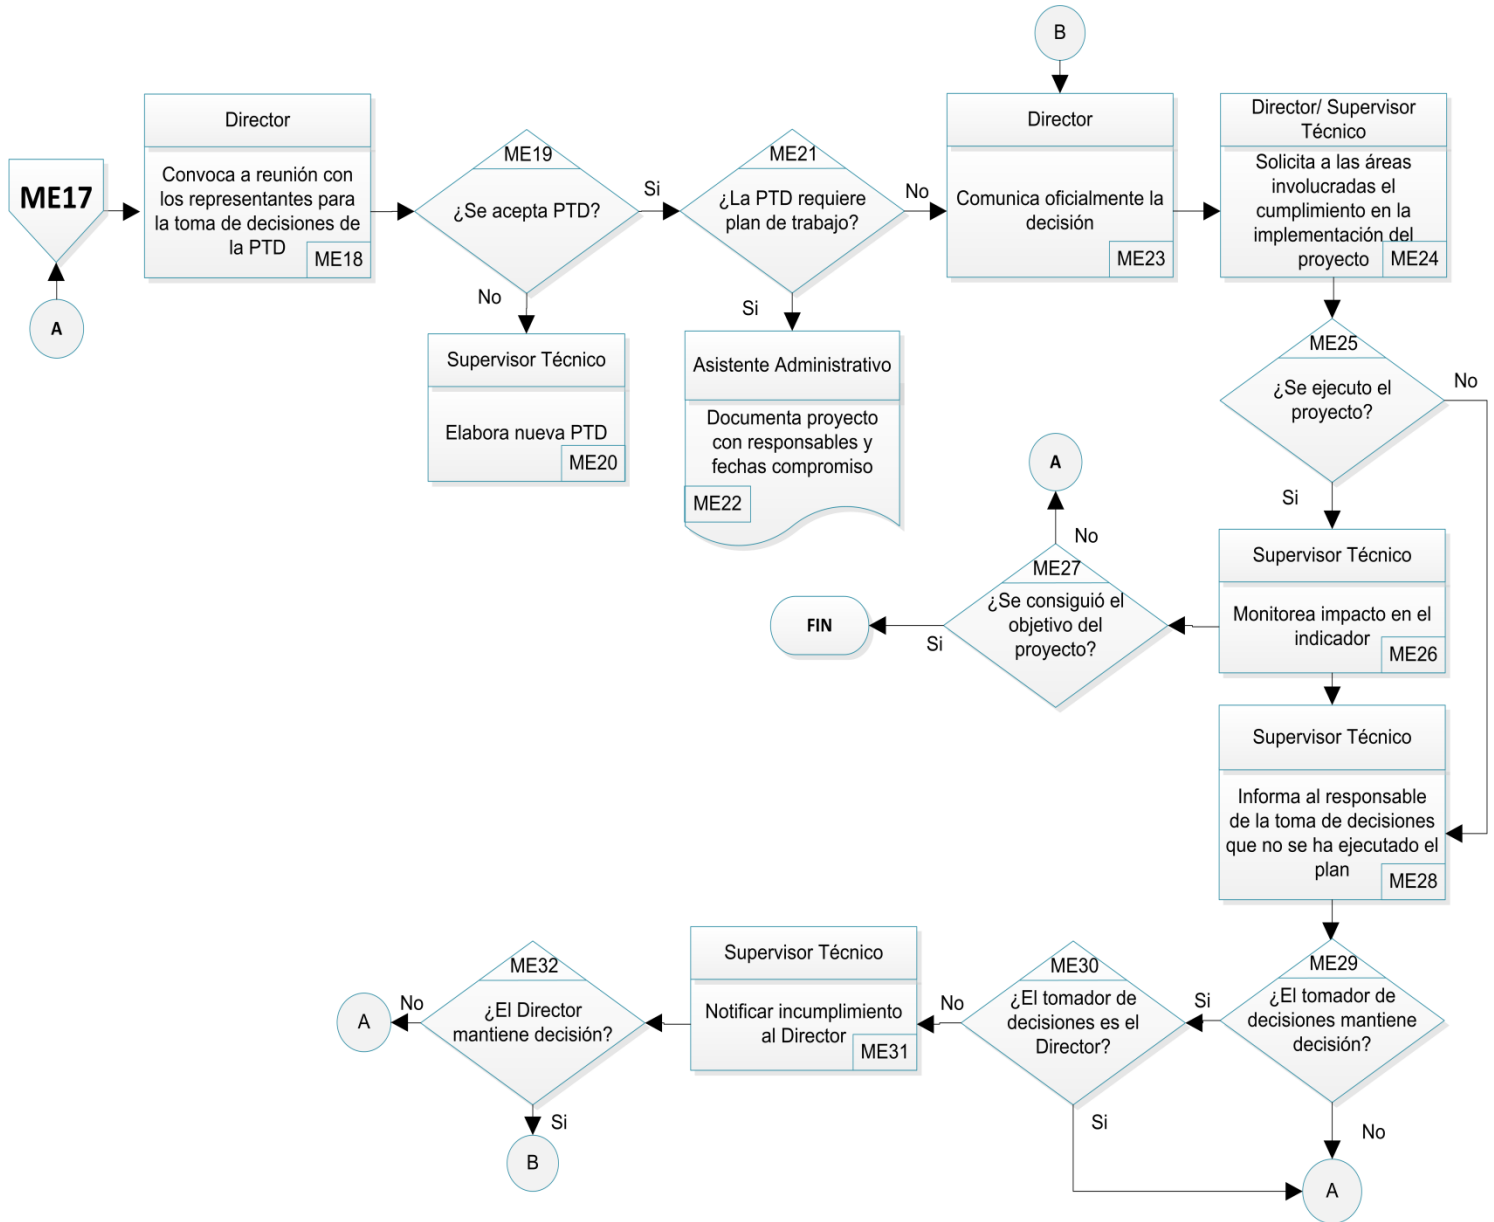 B
ME17
A
Director
Convoca a reunión con
los representantes para
la toma de decisiones de
la PTD
ME18
ME19
¿Se acepta PTD?
Si
No
Supervisor Técnico
Elabora nueva PTD
ME20
ME21
¿La PTD requiere
plan de trabajo?
No
Si
Asistente Administrativo
Documenta proyecto
con responsables y
fechas compromiso
ME22
Director
Comunica oficialmente la
decisión
ME23
Director/ Supervisor
Técnico
Solicita a las áreas
involucradas el
cumplimiento en la
implementación del
proyecto
ME24
ME25
¿Se ejecuto el
proyecto?
No
Si
Supervisor Técnico
Monitorea impacto en el
indicador
ME26
A
No
ME27
¿Se consiguió el
objetivo del
proyecto?
Si
FIN
Supervisor Técnico
Informa al responsable
de la toma de decisiones
que no se ha ejecutado el
plan
ME28
ME29
¿El tomador de
decisiones mantiene
decisión?
Si
No
ME30
¿El tomador de
decisiones es el
Director?
No
Si
A
Supervisor Técnico
Notificar incumplimiento
al Director
ME31
ME32
¿El Director
mantiene decisión?
No
A
Si
B